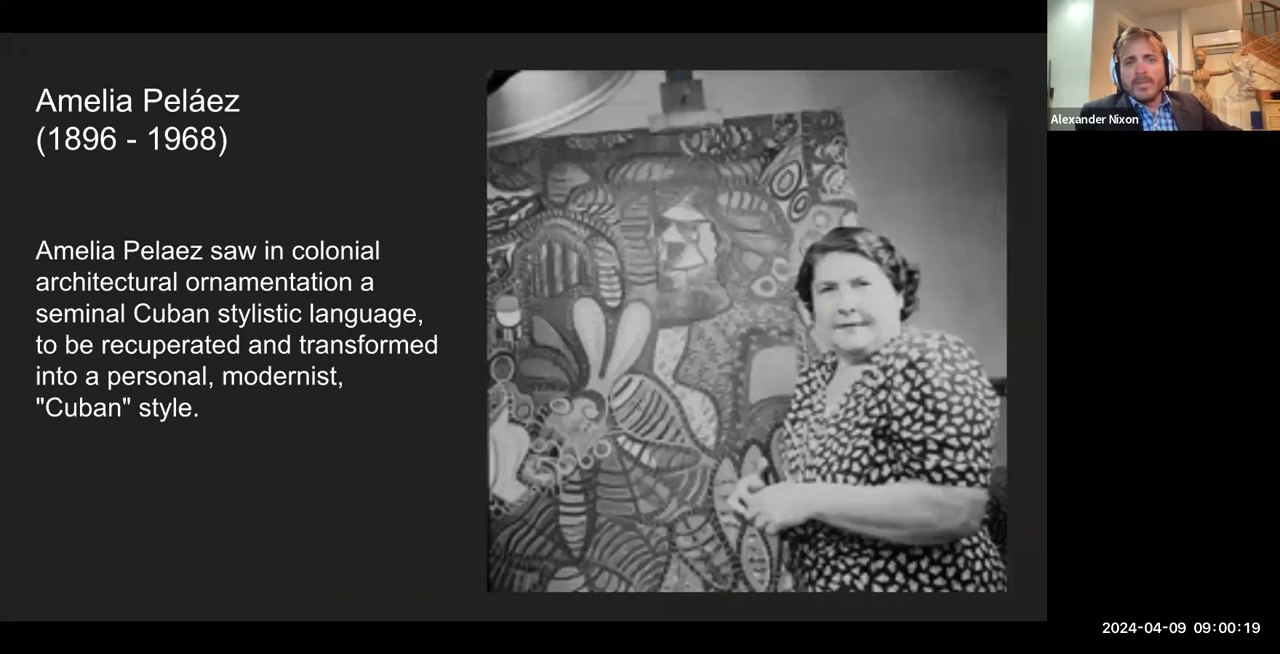 Amelia Peláez
(1896 - 1968)
Amelia Pelaez saw in colonial
architectural ornamentation a
seminal Cuban stylistic language,
to be recuperated and transformed
into a personal, modernist,
"Cuban" style.
Alexander Nixon
2024-04-09 09:00:19